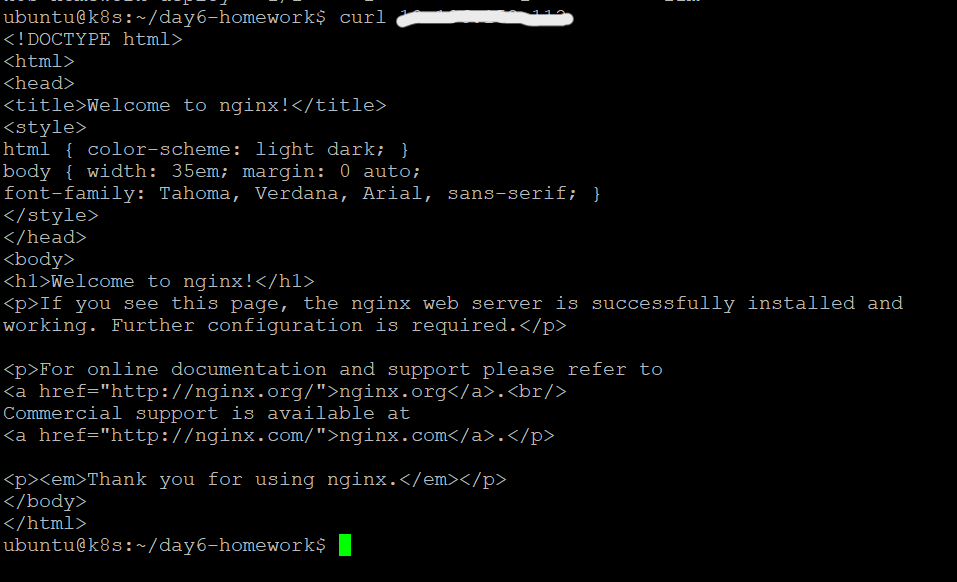 ubuntu@k8s:~/day6-homework$ curl
<!DOCTYPE html>
<html>
<head>
<title>Welcome to nginx!</title>
<style>
html { color-scheme: light dark; }
body { width: 35em; margin: 0 auto;
font-family: Tahoma, Verdana, Arial, sans-serif; }
</style>
</head>
<body>
<h1>Welcome to nginx!</h1>
<p>If you see this page, the nginx web server is successfully installed and
working. Further configuration is required.</p>

<p>For online documentation and support please refer to
<a href="http://nginx.org/">nginx.org</a>.<br/>
Commercial support is available at
<a href="http://nginx.com/">nginx.com</a>.</p>

<p><em>Thank you for using nginx.</em></p>
</body>
</html>
ubuntu@k8s:~/day6-homework$